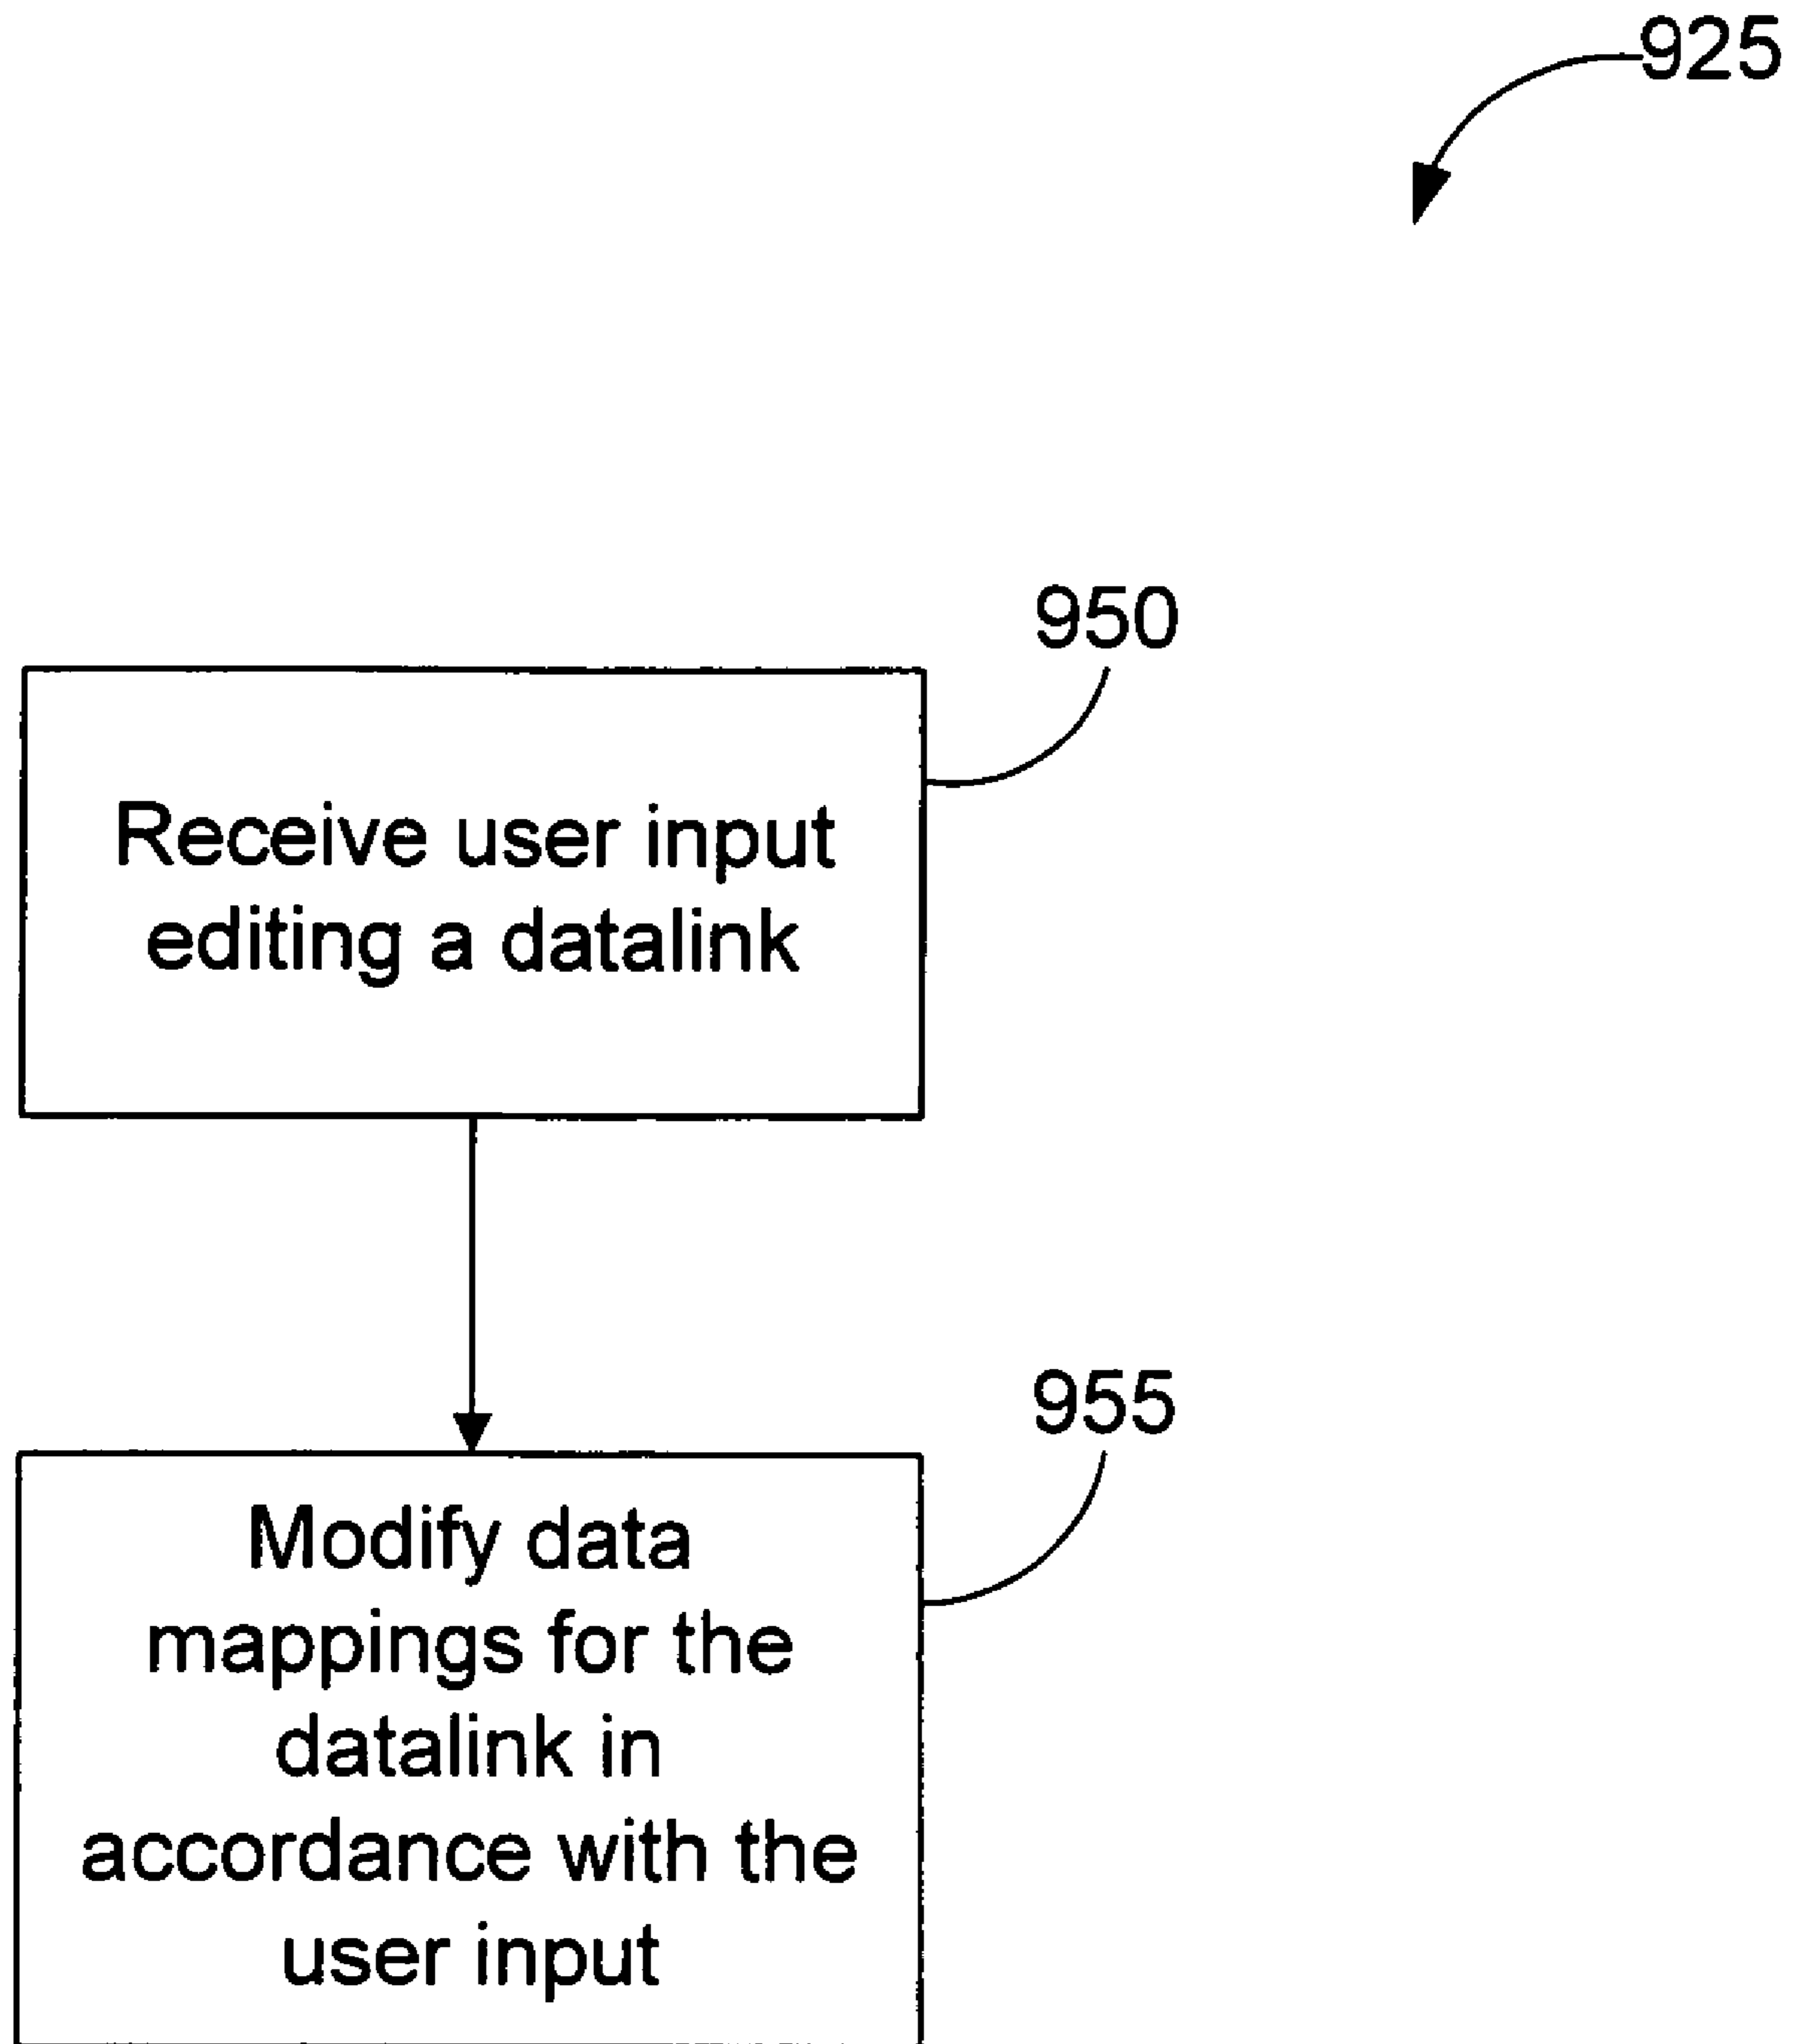 925
950
Receive user input
editing a datalink
955
Modify data
mappings for the
datalink in
accordance with the
user input